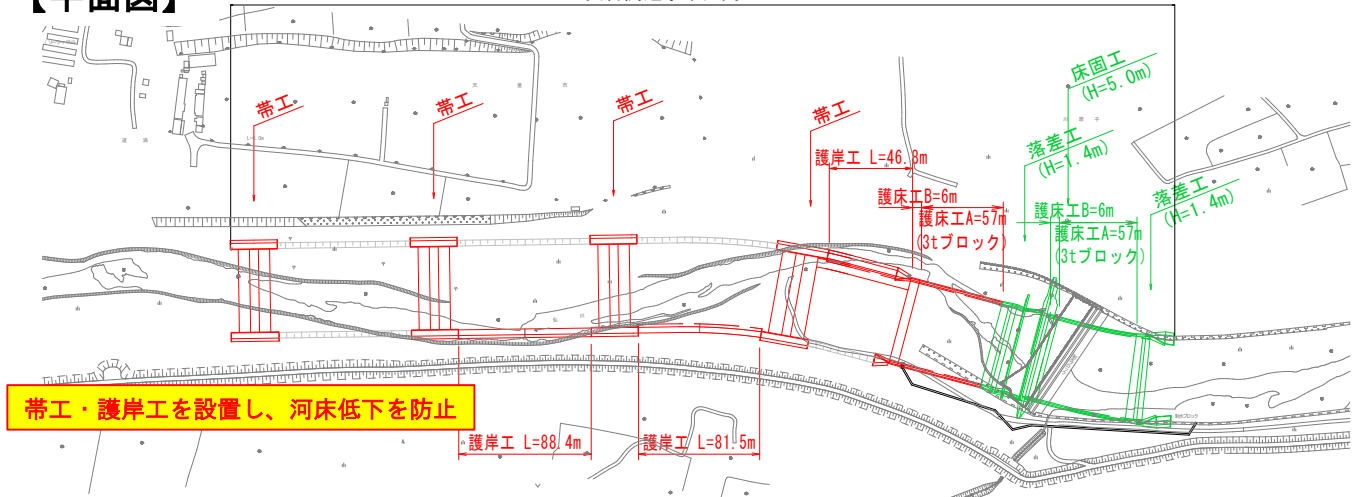 【平面図】
床固工
(H=5.0m)
帯工
帯工
帯工
帯工
落差工
(H=1.4m)
護岸工 L=46.8m
落差工
(H=1.4m)
護床工B=6m
護床工A=57m
(3tブロック)
護床工B=6m
護床工A=57m
(3tブロック)
帯工・護岸工を設置し、河床低下を防止
護岸工 L=88.4m
護岸工 L=81.5m